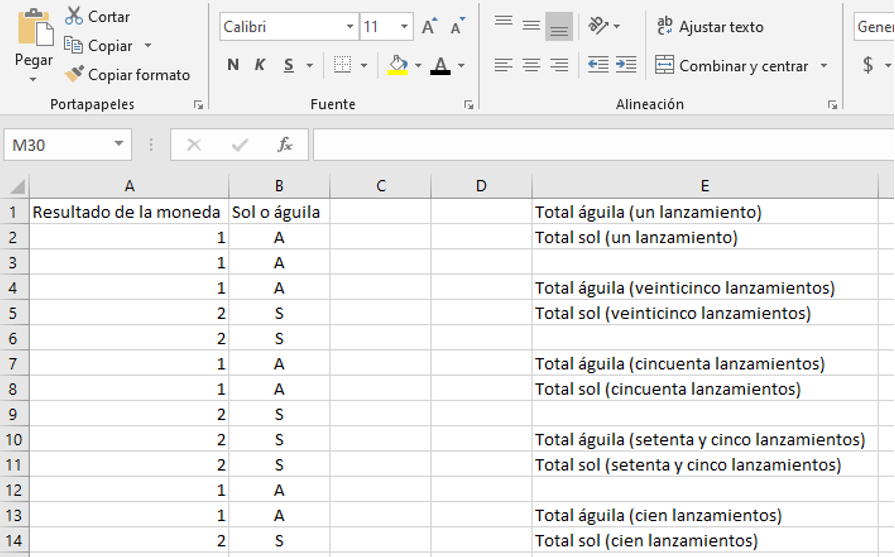 Cortar
Calibri 11 A A
ab Ajustar texto
Gener
Pegar
Copiar
Copiar formato
N K S A
Combinar y centrar
$
Portapapeles
Fuente
Alineación
M30
fx
A B C D E
1 Resultado de la moneda Sol o águila Total águila (un lanzamiento)
2 1 A Total sol (un lanzamiento)
3 1 A
4 1 A Total águila (veinticinco lanzamientos)
5 2 S Total sol (veinticinco lanzamientos)
6 2 S
7 1 A Total águila (cincuenta lanzamientos)
8 1 A Total sol (cincuenta lanzamientos)
9 2 S
10 2 S Total águila (setenta y cinco lanzamientos)
11 2 S Total sol (setenta y cinco lanzamientos)
12 1 A
13 1 A Total águila (cien lanzamientos)
14 2 S Total sol (cien lanzamientos)